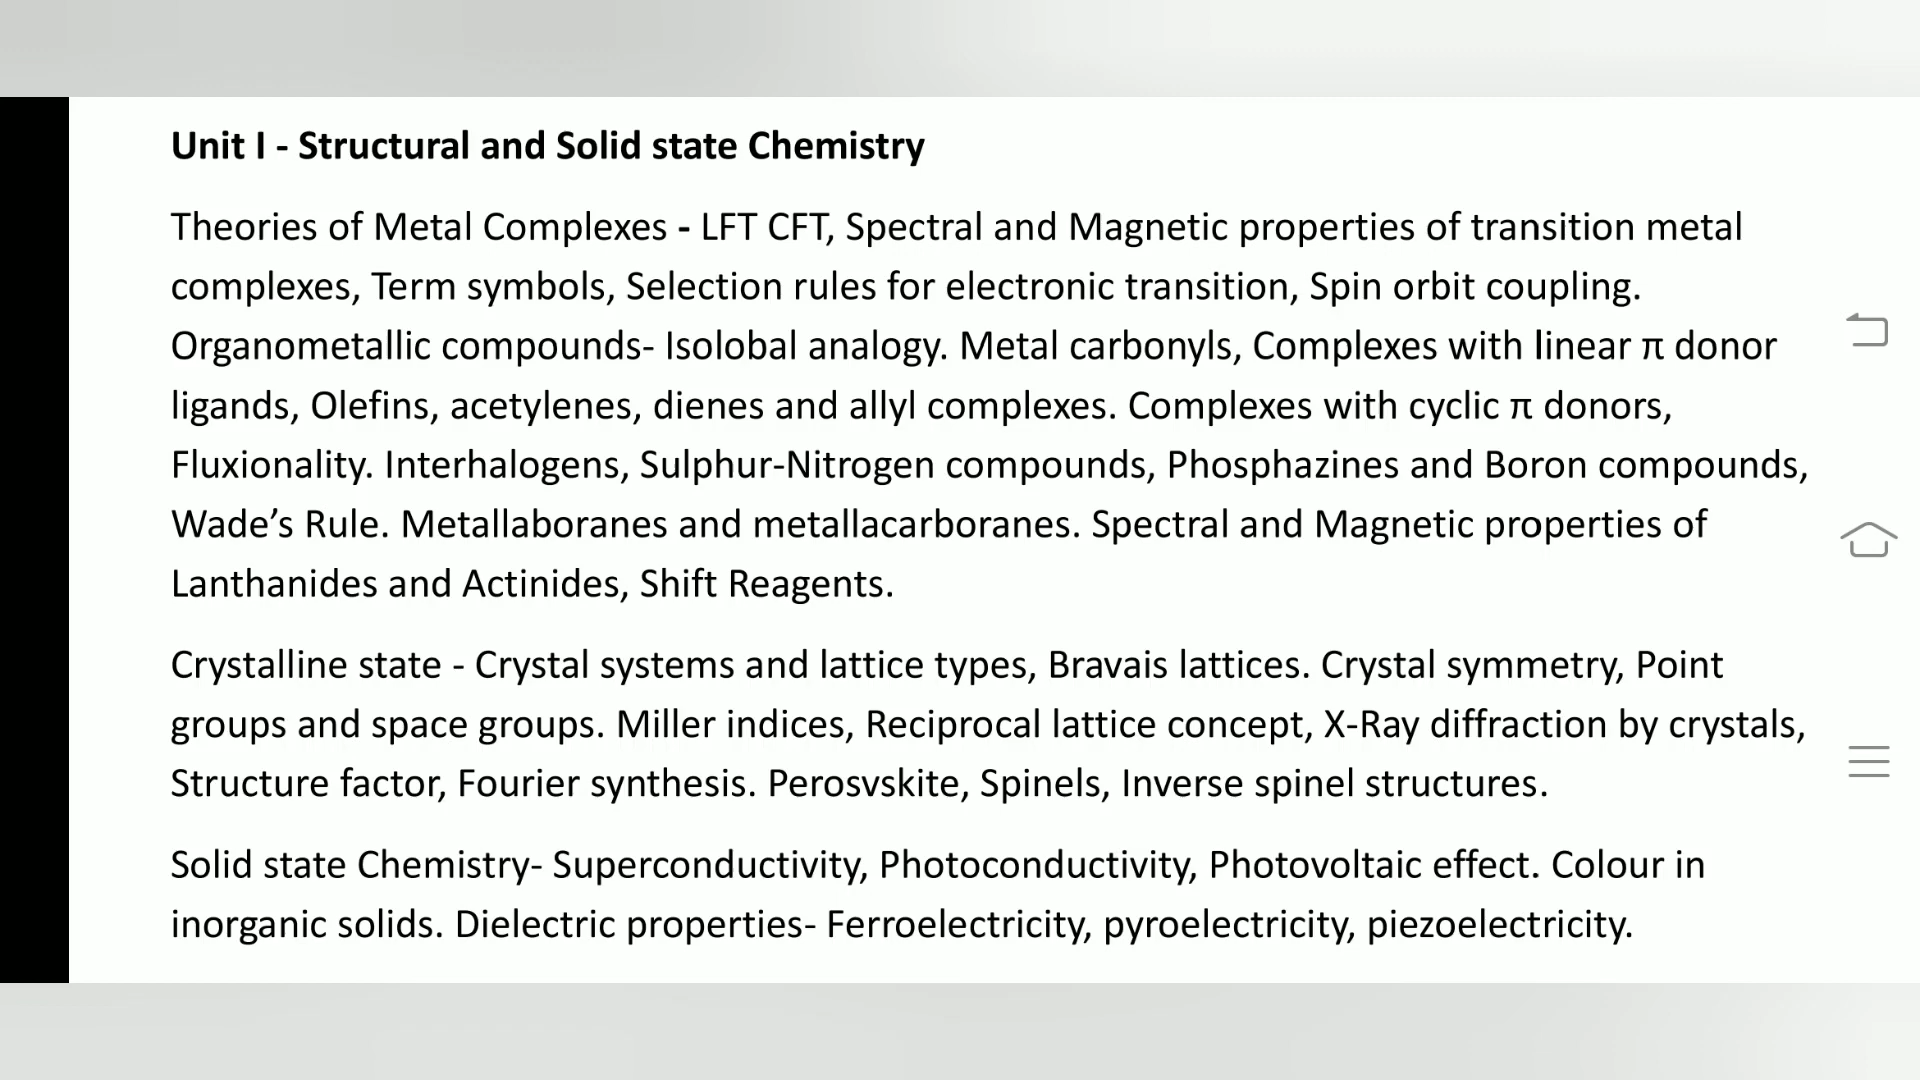 Unit I - Structural and Solid state Chemistry
Theories of Metal Complexes - LFT CFT, Spectral and Magnetic properties of transition metal
complexes, Term symbols, Selection rules for electronic transition, Spin orbit coupling.
Organometallic compounds- Isolobal analogy. Metal carbonyls, Complexes with linear π donor
ligands, Olefins, acetylenes, dienes and allyl complexes. Complexes with cyclic π donors,
Fluxionality. Interhalogens, Sulphur-Nitrogen compounds, Phosphazines and Boron compounds,
Wade’s Rule. Metallaboranes and metallacarboranes. Spectral and Magnetic properties of
Lanthanides and Actinides, Shift Reagents.
Crystalline state - Crystal systems and lattice types, Bravais lattices. Crystal symmetry, Point
groups and space groups. Miller indices, Reciprocal lattice concept, X-Ray diffraction by crystals,
Structure factor, Fourier synthesis. Perosvskite, Spinels, Inverse spinel structures.
Solid state Chemistry- Superconductivity, Photoconductivity, Photovoltaic effect. Colour in
inorganic solids. Dielectric properties- Ferroelectricity, pyroelectricity, piezoelectricity.